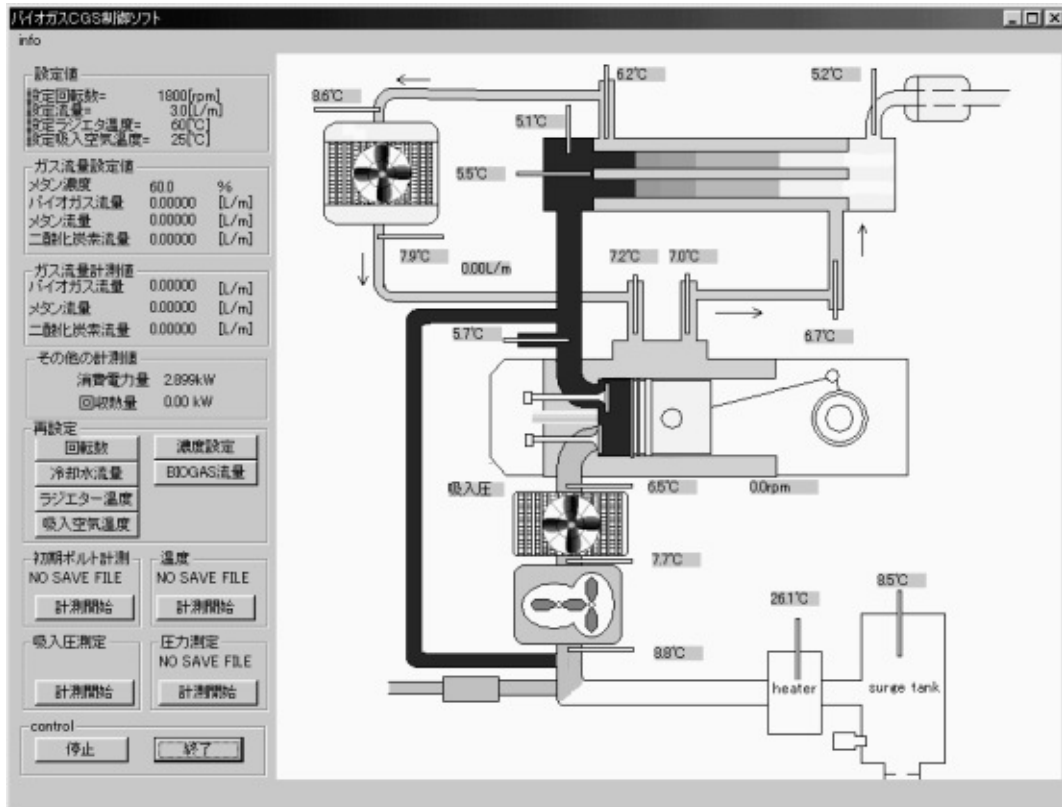 バイオガスCGS制御ソフト
info
設定値
設定回転数= 1800[rpm]
設定流量= 3.0[L/m]
設定ラジエタ温度= 60[℃]
設定吸入空気温度= 25[℃]
ガス流量設定値
メタン濃度 60.0 %
バイオガス流量 0.00000 [L/m]
メタン流量 0.00000 [L/m]
二酸化炭素流量 0.00000 [L/m]
ガス流量計測値
バイオガス流量 0.00000 [L/m]
メタン流量 0.00000 [L/m]
二酸化炭素流量 0.00000 [L/m]
その他の計測値
消費電力量 2.899kW
回収熱量 0.00 kW
再設定
回転数 濃度設定
冷却水流量 BIOGAS流量
ラジエター温度
吸入空気温度
初期ボルト計測 温度
NO SAVE FILE NO SAVE FILE
計測開始 計測開始
吸入圧測定 圧力測定
NO SAVE FILE
計測開始 計測開始
control
停止 終了
8.6℃
6.2℃
5.2℃
5.1℃
5.5℃
7.9℃
0.00L/m
7.2℃
7.0℃
6.7℃
5.7℃
吸入圧
6.5℃
0.0rpm
7.7℃
8.5℃
26.1℃
8.8℃
heater
surge tank